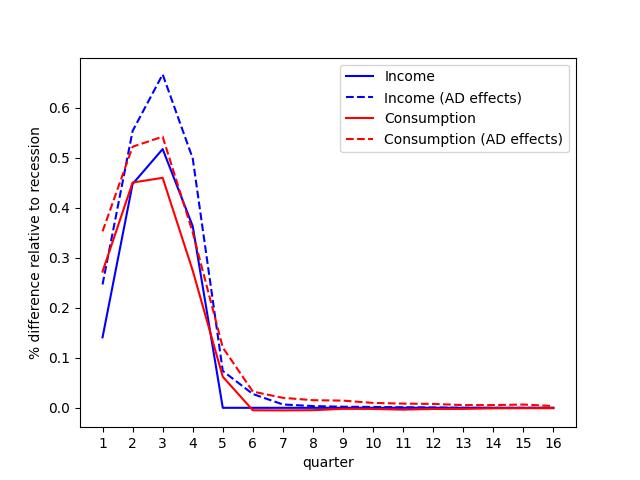 Income
Income (AD effects)
Consumption
Consumption (AD effects)
% difference relative to recession
0.6
0.5
0.4
0.3
0.2
0.1
0.0
1 2 3 4 5 6 7 8 9 10 11 12 13 14 15 16
quarter